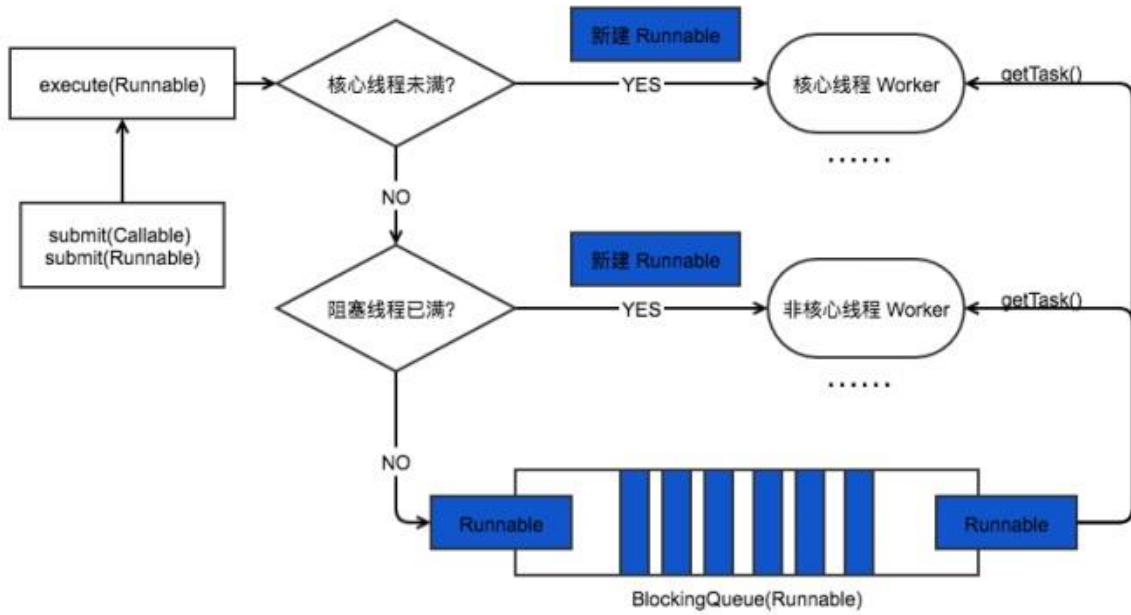 新建 Runnable
execute(Runnable)
核心线程未满?
YES
核心线程 Worker
getTask()
......
NO
submit(Callable)
submit(Runnable)
新建 Runnable
阻塞线程已满?
YES
非核心线程 Worker
getTask()
......
NO
Runnable
Runnable
BlockingQueue(Runnable)